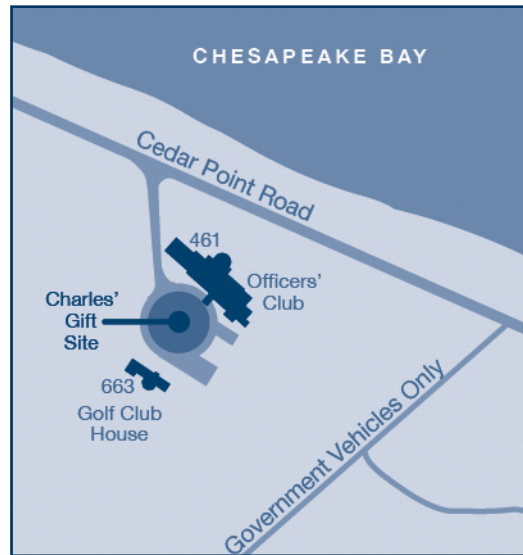 CHESAPEAKE BAY
Cedar Point Road
461
Officers'
Club
Charles'
Gift
Site
663
Golf Club
House
Government Vehicles Only